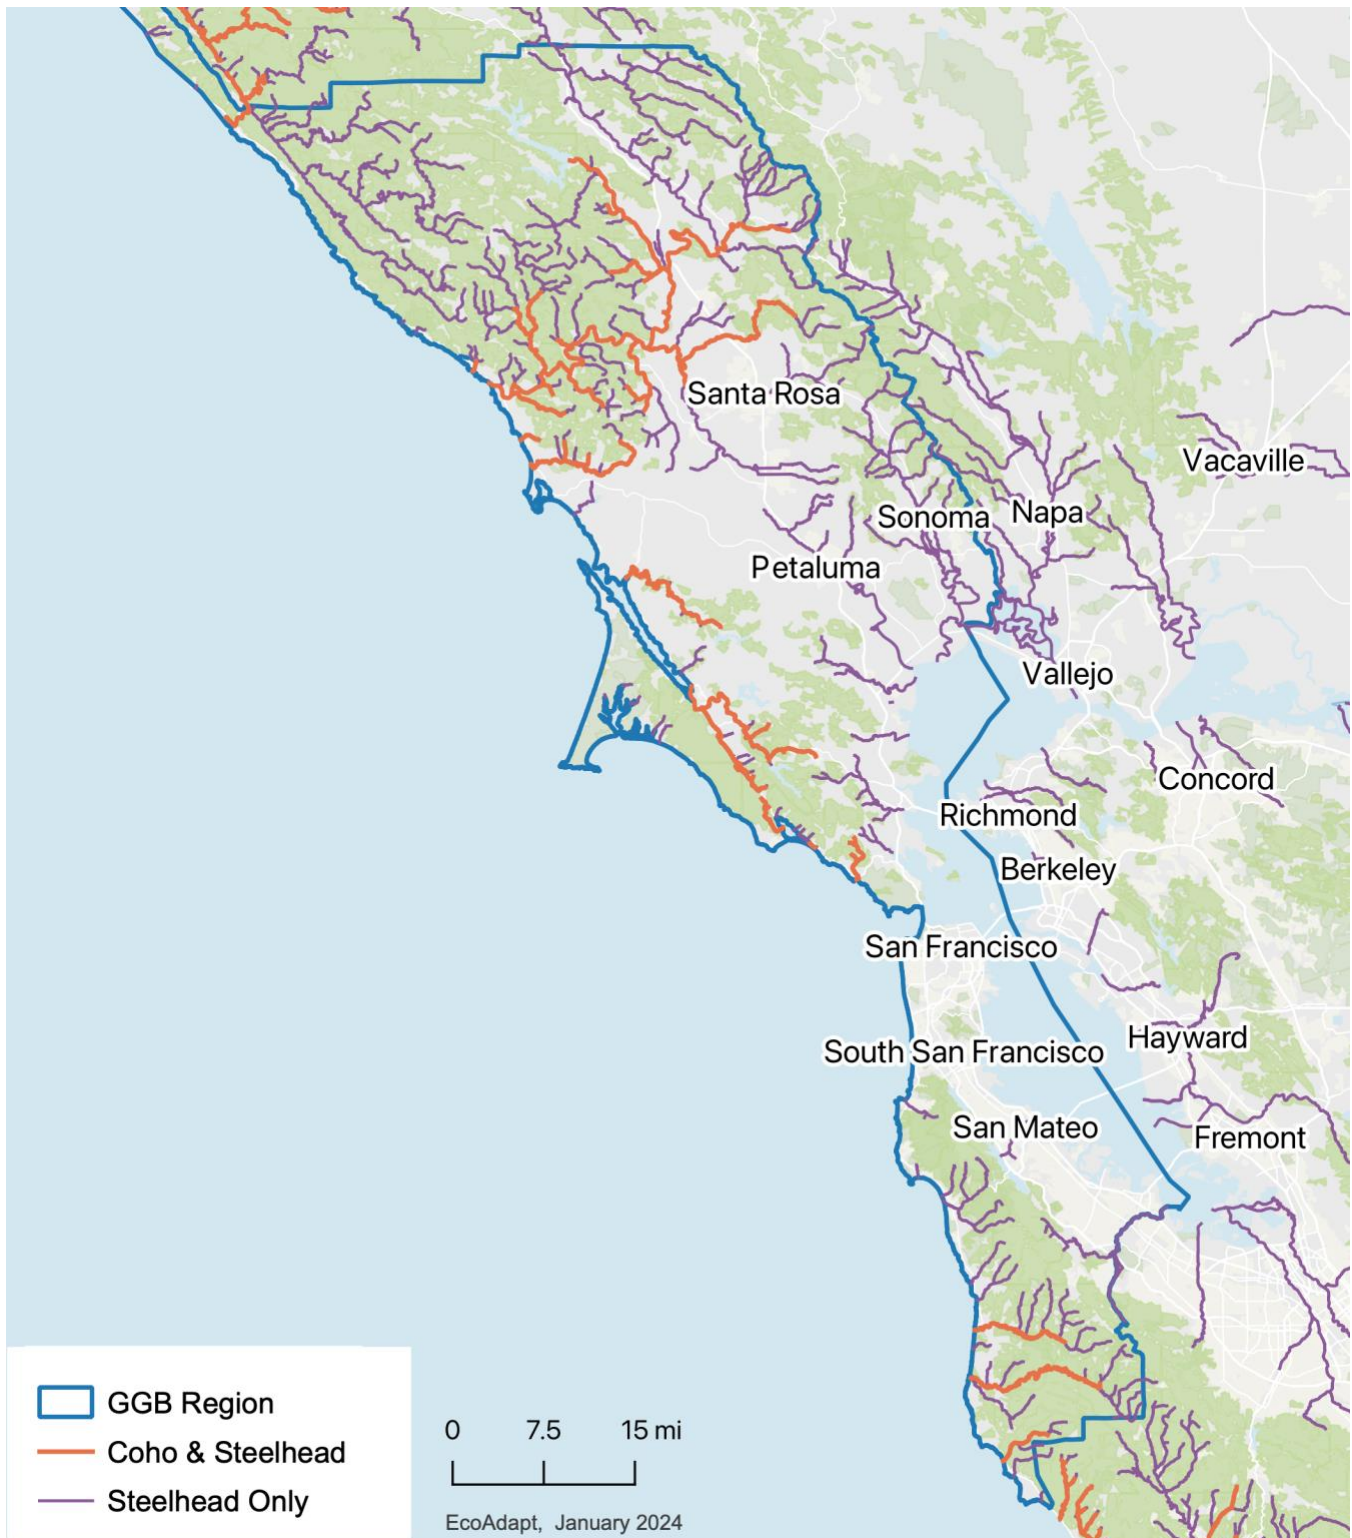 Santa Rosa
Vacaville
Sonoma
Napa
Petaluma
Vallejo
Concord
Richmond
Berkeley
San Francisco
Hayward
South San Francisco
San Mateo
Fremont
GGB Region
Coho & Steelhead
Steelhead Only
0 7.5 15 mi
EcoAdapt, January 2024